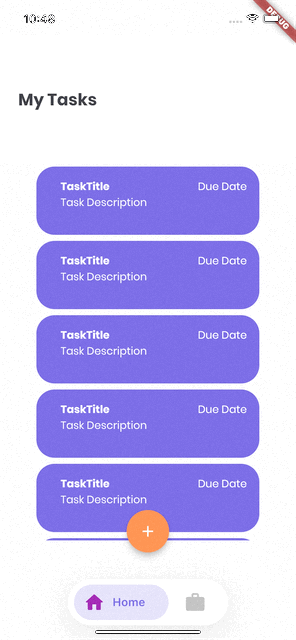 10:48
DEBUG
My Tasks
TaskTitle Due Date
Task Description
TaskTitle Due Date
Task Description
TaskTitle Due Date
Task Description
TaskTitle Due Date
Task Description
TaskTitle Due Date
Task Description
+
Home